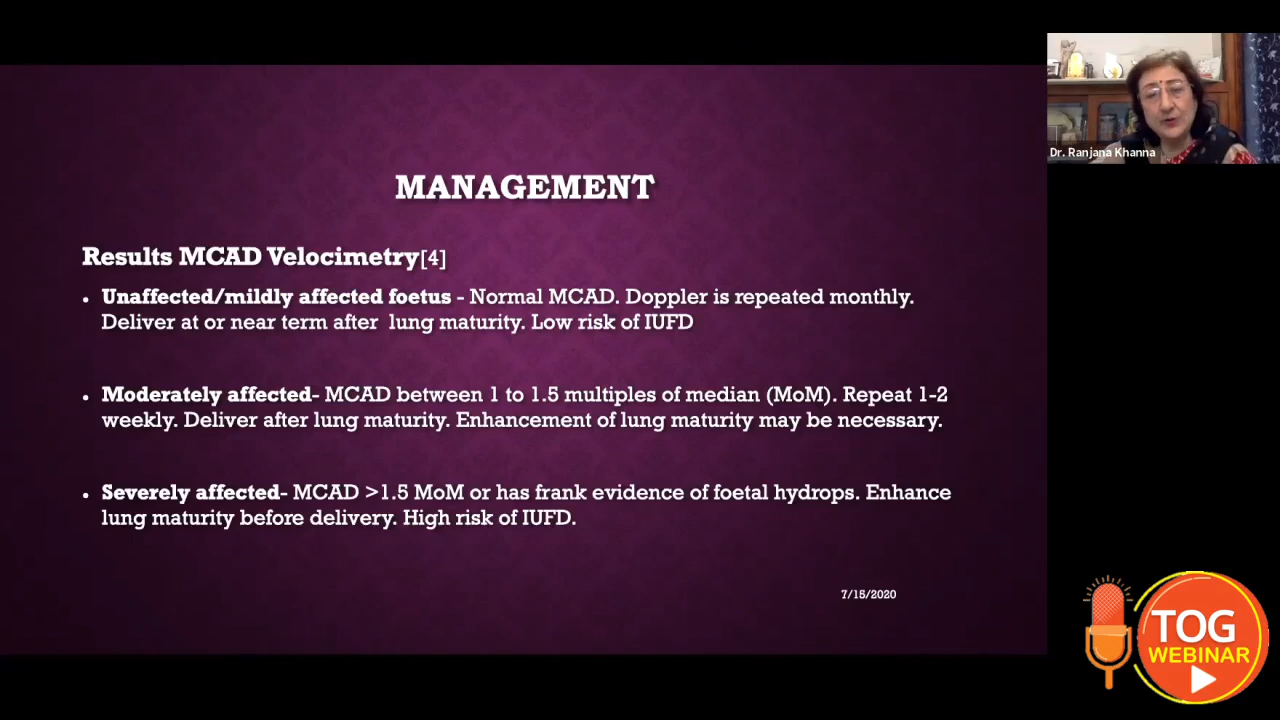 MANAGEMENT
Results MCAD Velocimetry[4]
• Unaffected/mildly affected foetus - Normal MCAD. Doppler is repeated monthly.
Deliver at or near term after lung maturity. Low risk of IUFD
• Moderately affected- MCAD between 1 to 1.5 multiples of median (MoM). Repeat 1-2
weekly. Deliver after lung maturity. Enhancement of lung maturity may be necessary.
• Severely affected- MCAD >1.5 MoM or has frank evidence of foetal hydrops. Enhance
lung maturity before delivery. High risk of IUFD.
7/15/2020
Dr. Ranjana Khanna
TOG
WEBINAR